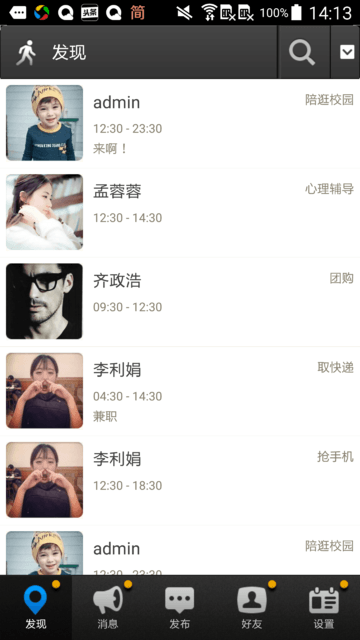 头条
简
100%
14:13
发现
admin
陪逛校园
12:30 - 23:30
来啊！
孟蓉蓉
心理辅导
12:30 - 14:30
齐政浩
团购
09:30 - 12:30
李利娟
取快递
04:30 - 14:30
兼职
李利娟
抢手机
12:30 - 18:30
admin
陪逛校园
12:30 - 23:30
发现
消息
发布
好友
设置